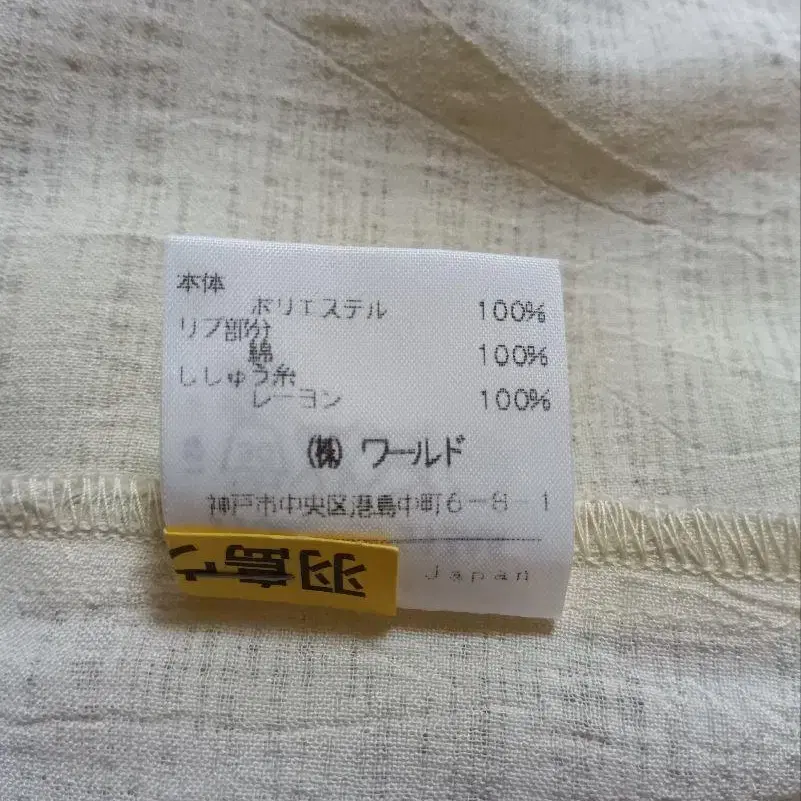 本体
ポリエステル 100%
リブ部分
綿 100%
ししゅう糸
レーヨン 100%
(株) ワールド
神戸市中央区港島中町6-8-1
Japan
羽島